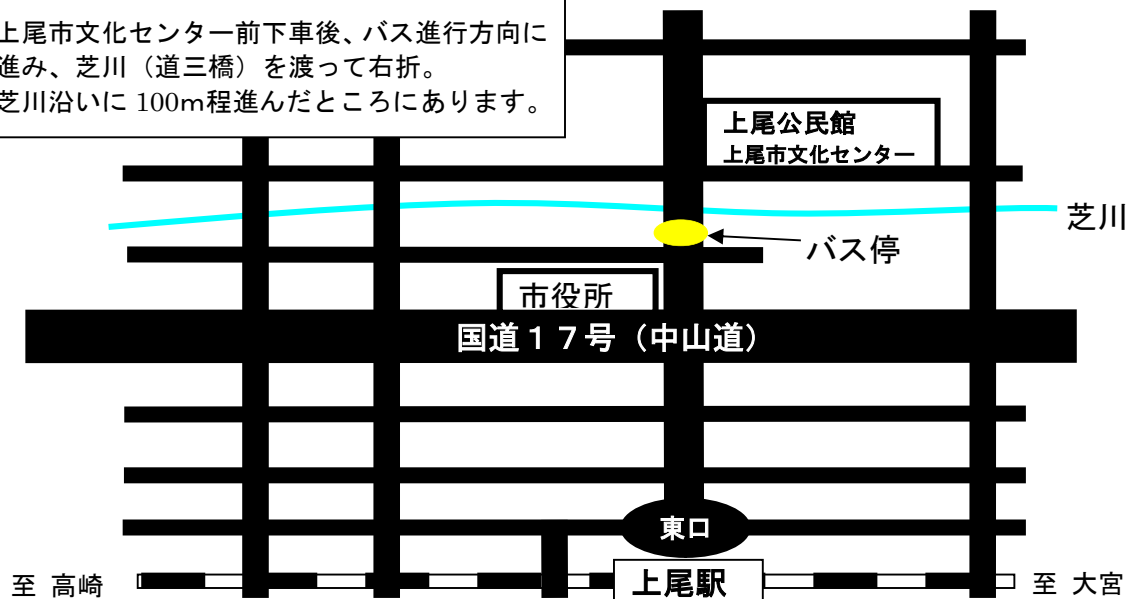 上尾市文化センター前下車後、バス進行方向に
進み、芝川（道三橋）を渡って右折。
芝川沿いに 100m程進んだところにあります。
上尾公民館
上尾市文化センター
芝川
バス停
市役所
国道１７号（中山道）
東口
上尾駅
至 高崎
至 大宮